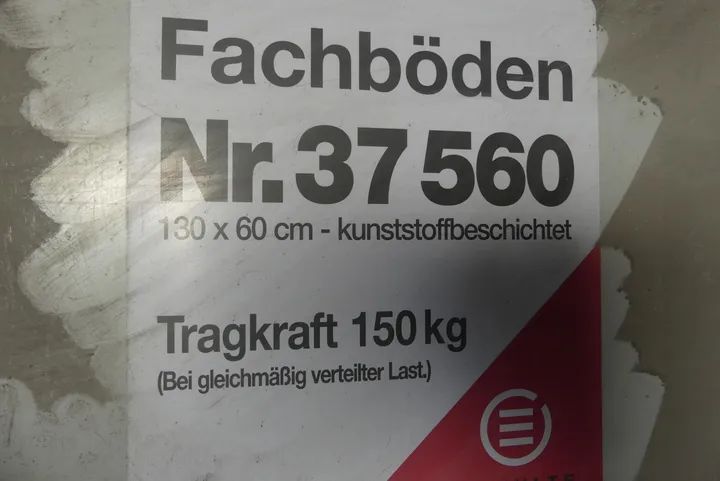 Fachböden
Nr. 37 560
130 x 60 cm - kunststoffbeschichtet
Tragkraft 150 kg
(Bei gleichmäßig verteilter Last.)